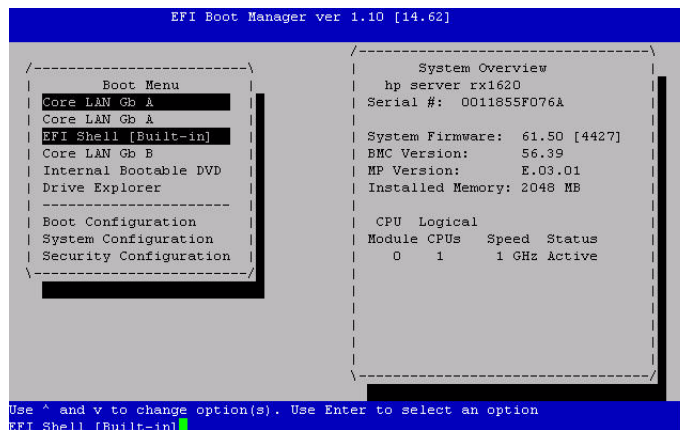 EFI Boot Manager ver 1.10 [14.62]
Boot Menu
Core LAN Gb A
Core LAN Gb A
EFI Shell [Built-in]
Core LAN Gb B
Internal Bootable DVD
Drive Explorer
Boot Configuration
System Configuration
Security Configuration
System Overview
hp server rx1620
Serial #: 0011855F076A
System Firmware: 61.50 [4427]
BMC Version: 56.39
MP Version: E.03.01
Installed Memory: 2048 MB
CPU Logical
Module CPUs Speed Status
0 1 1 GHz Active
Use ^ and v to change option(s). Use Enter to select an option
EFI Shell [Built-in]